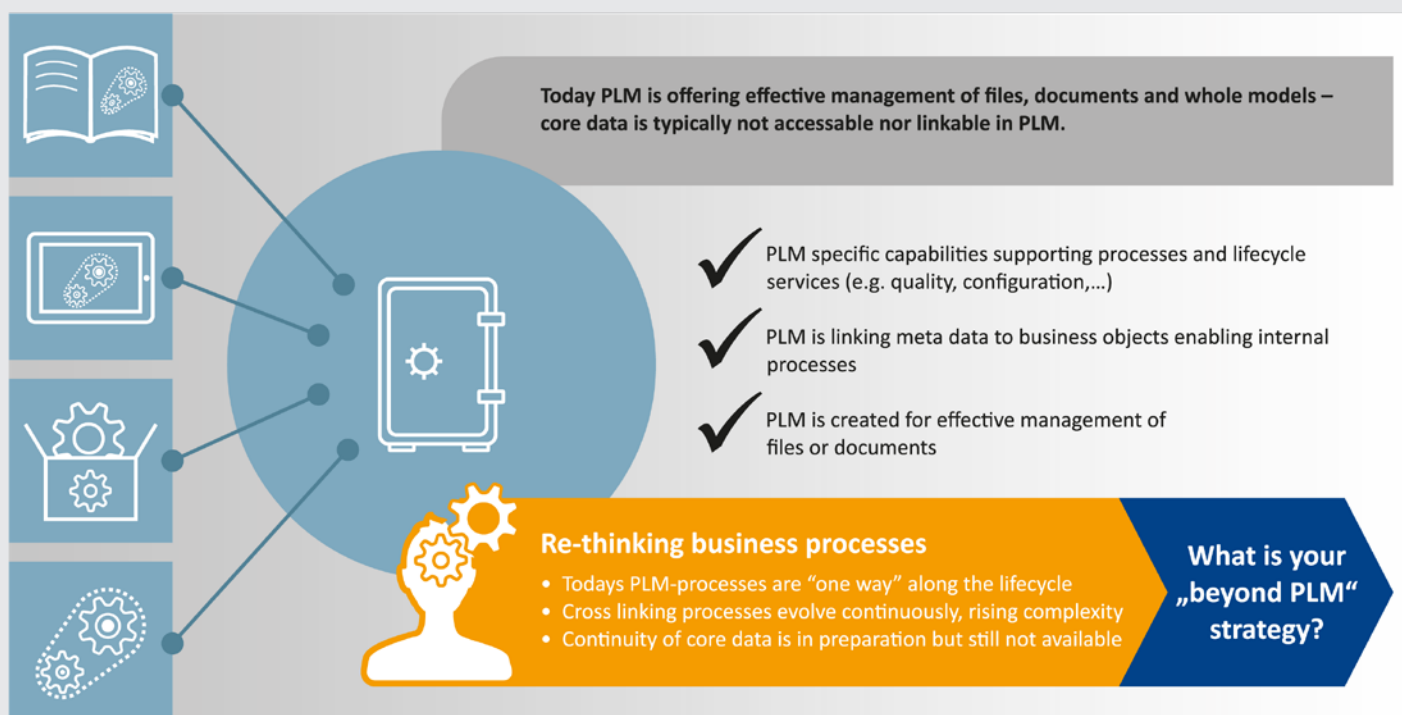 Today PLM is offering effective management of files, documents and whole models –
core data is typically not accessable nor linkable in PLM.
PLM specific capabilities supporting processes and lifecycle
services (e.g. quality, configuration,...)
PLM is linking meta data to business objects enabling internal
processes
PLM is created for effective management of
files or documents
Re-thinking business processes
• Todays PLM-processes are “one way” along the lifecycle
• Cross linking processes evolve continuously, rising complexity
• Continuity of core data is in preparation but still not available
What is your
„beyond PLM“
strategy?